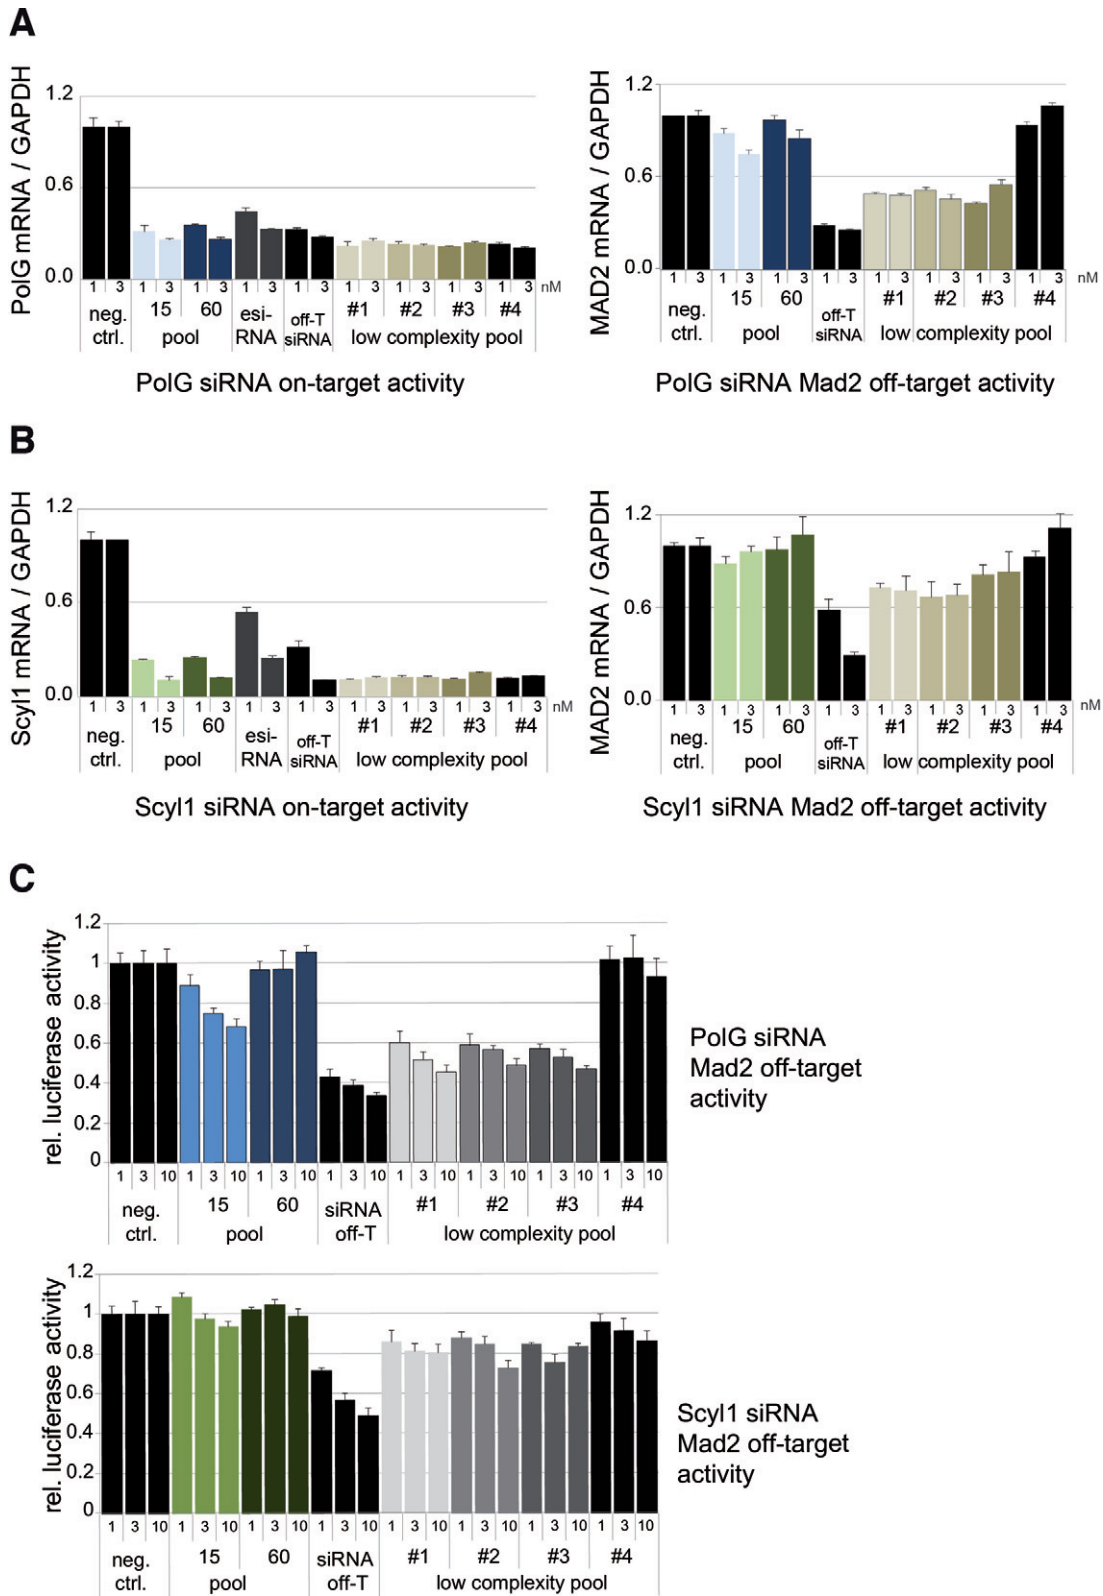 A
PolG mRNA / GAPDH
1.2
0.6
0.0
1 3 1 3 1 3 1 3 1 3 1 3 1 3 1 3 1 3 nM
neg. ctrl.
15 60
pool
esi-RNA
off-T siRNA
#1 #2 #3 #4
low complexity pool
PolG siRNA on-target activity
MAD2 mRNA / GAPDH
1.2
0.6
0.0
1 3 1 3 1 3 1 3 1 3 1 3 1 3 1 3 nM
neg. ctrl.
15 60
pool
off-T siRNA
#1 #2 #3 #4
low complexity pool
PolG siRNA Mad2 off-target activity
B
Scyl1 mRNA / GAPDH
1.2
0.6
0.0
1 3 1 3 1 3 1 3 1 3 1 3 1 3 1 3 1 3 nM
neg. ctrl.
15 60
pool
esi-RNA
off-T siRNA
#1 #2 #3 #4
low complexity pool
Scyl1 siRNA on-target activity
MAD2 mRNA / GAPDH
1.2
0.6
0.0
1 3 1 3 1 3 1 3 1 3 1 3 1 3 1 3 nM
neg. ctrl.
15 60
pool
off-T siRNA
#1 #2 #3 #4
low complexity pool
Scyl1 siRNA Mad2 off-target activity
C
rel. luciferase activity
1.2
1
0.8
0.6
0.4
0.2
0
1 3 10 1 3 10 1 3 10 1 3 10 1 3 10 1 3 10 1 3 10 1 3 10
neg. ctrl.
15 60
pool
siRNA off-T
#1 #2 #3 #4
low complexity pool
PolG siRNA
Mad2 off-target
activity
rel. luciferase activity
1.2
1
0.8
0.6
0.4
0.2
0
1 3 10 1 3 10 1 3 10 1 3 10 1 3 10 1 3 10 1 3 10 1 3 10
neg. ctrl.
15 60
pool
siRNA off-T
#1 #2 #3 #4
low complexity pool
Scyl1 siRNA
Mad2 off-target
activity